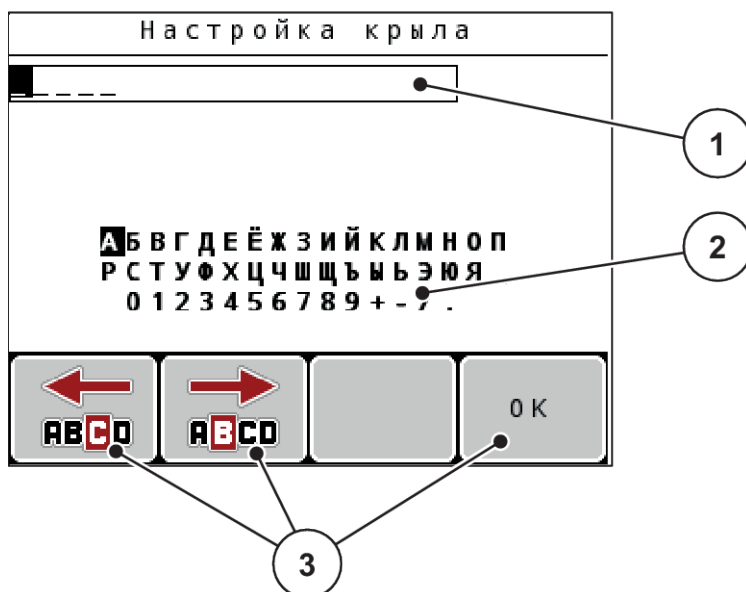 Настройка крыла
_ _ _ _
1
АБВГДЕЁЖЗИЙКЛМНОП
2
РСТУФХЦЧШЩЪЫЬЭЮЯ
0123456789+-/.
ABCD
ABCD
OK
3